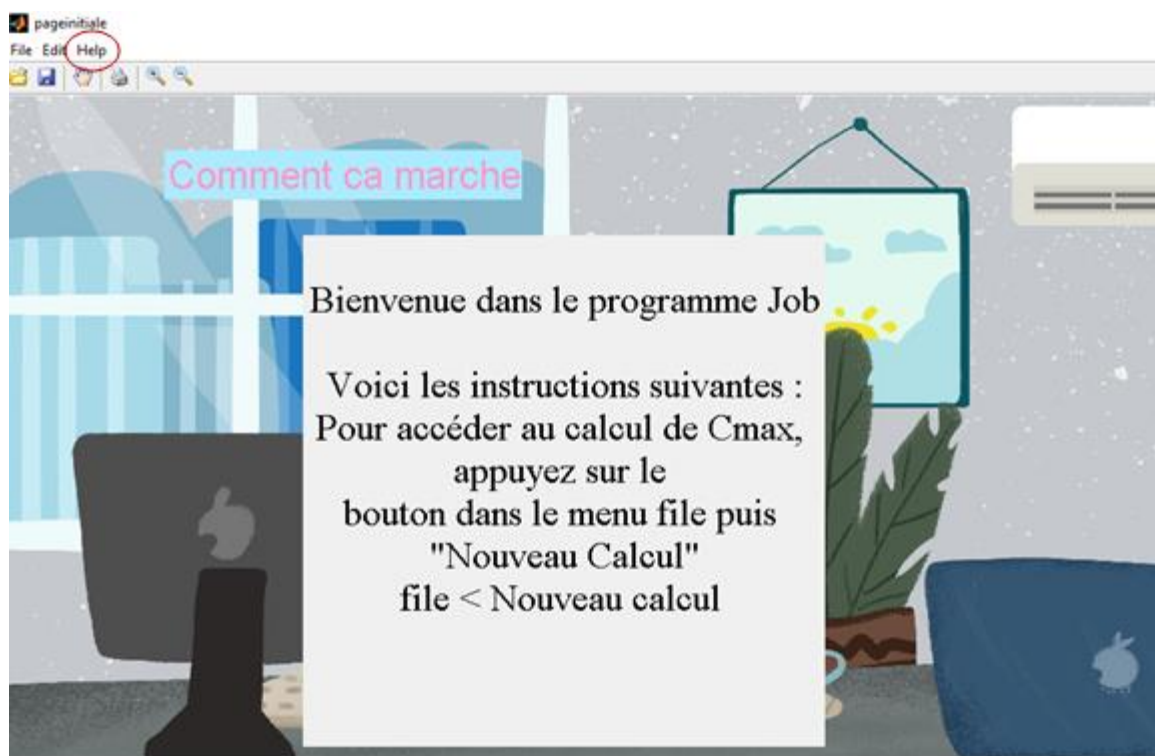 pageinitiale
File Edit Help
Comment ca marche
Bienvenue dans le programme Job
Voici les instructions suivantes :
Pour accéder au calcul de Cmax,
appuyez sur le
bouton dans le menu file puis
"Nouveau Calcul"
file < Nouveau calcul